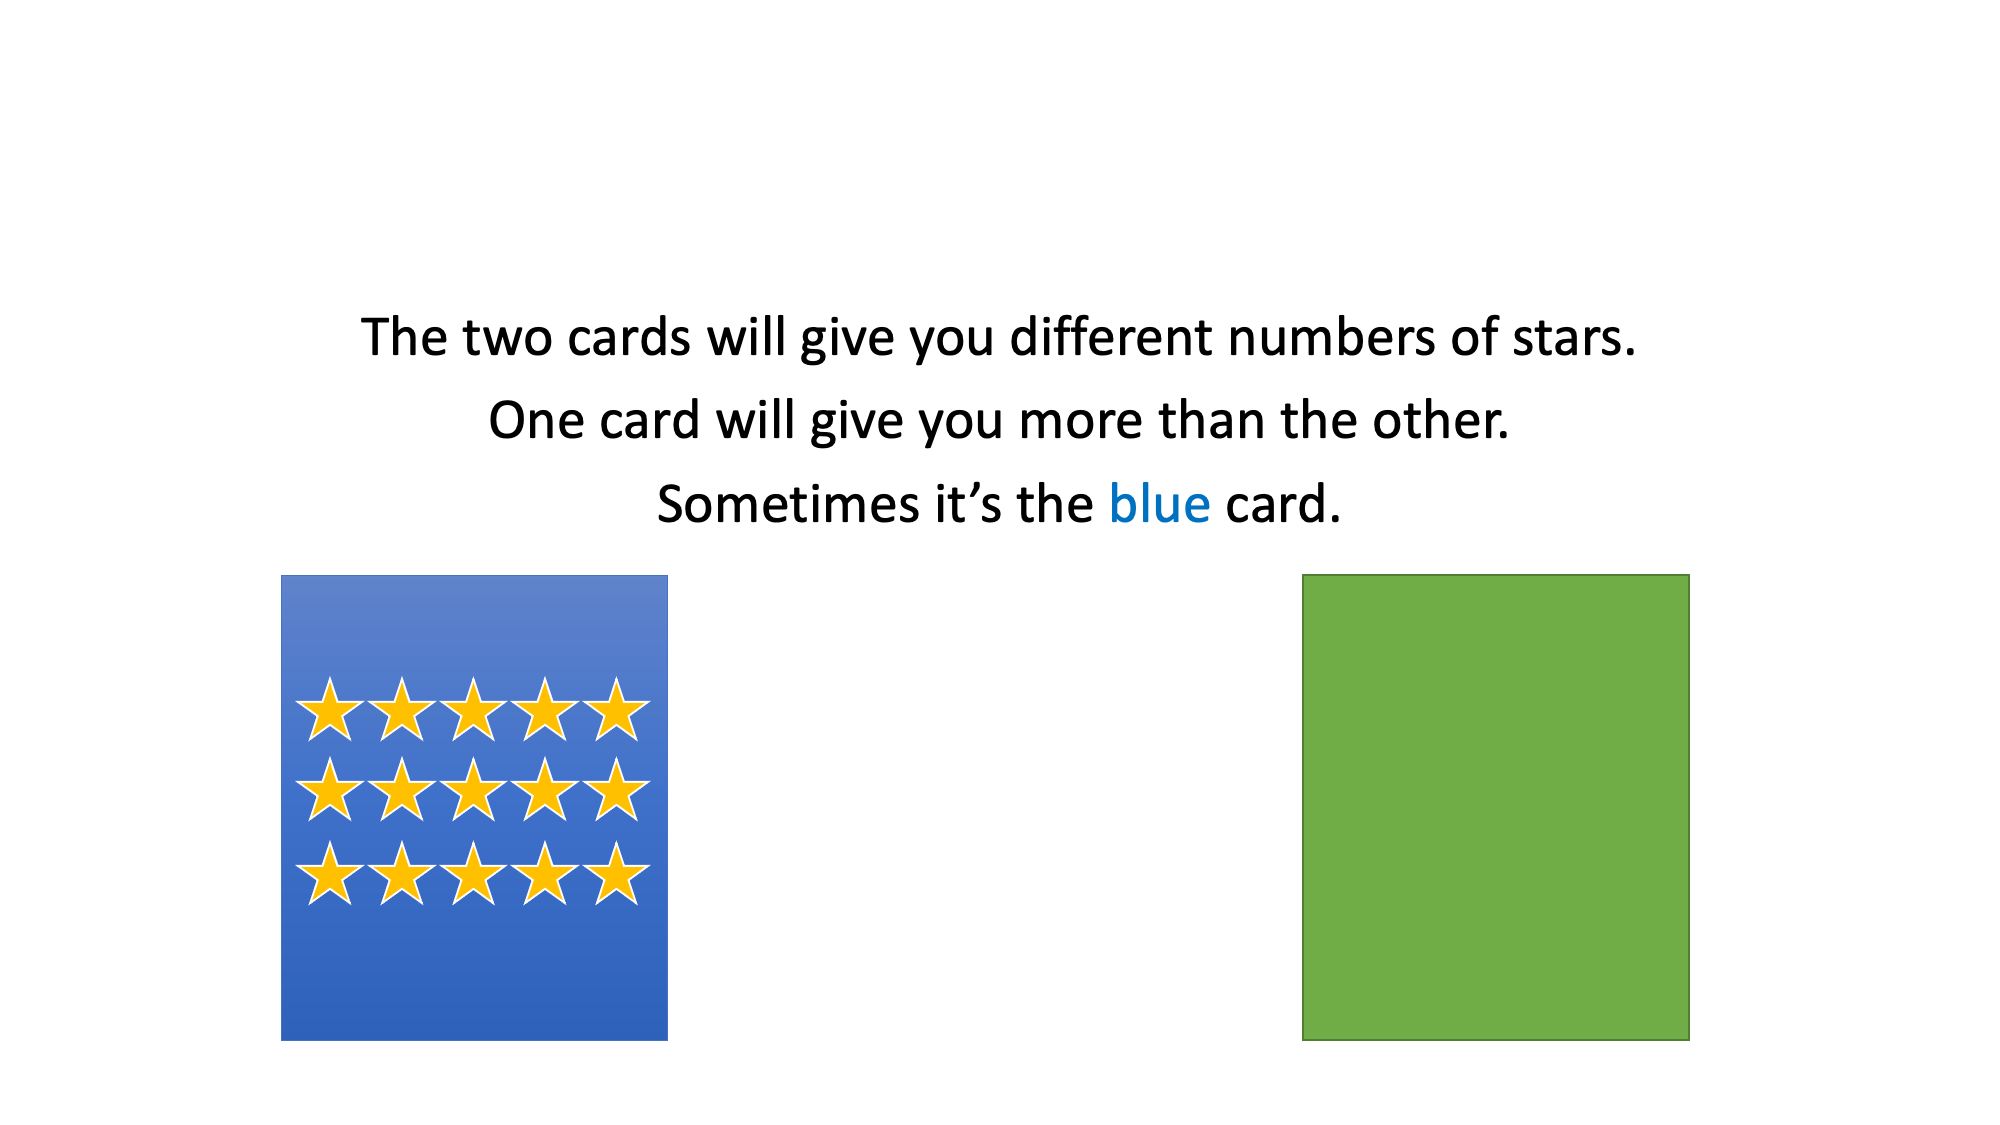 The two cards will give you different numbers of stars.
One card will give you more than the other.
Sometimes it’s the blue card.